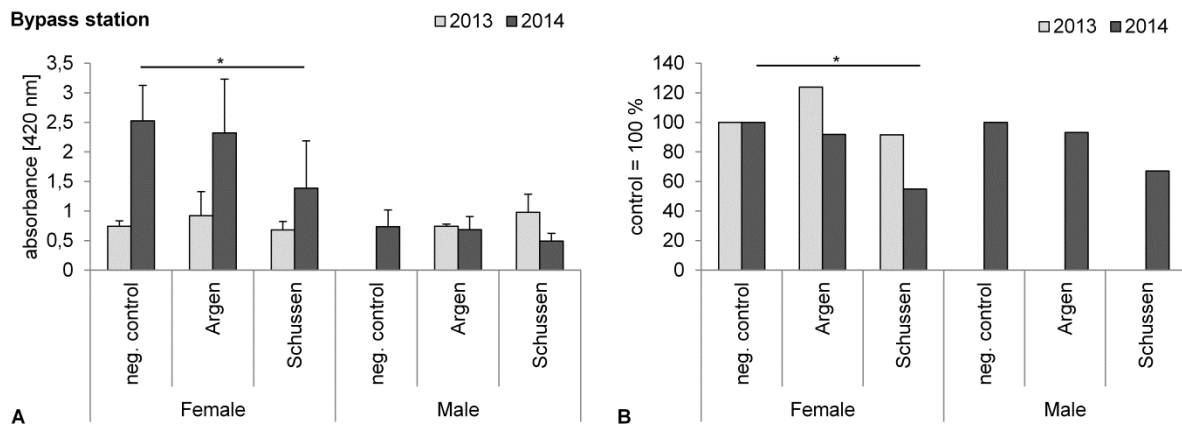 Bypass station
2013 2014
*
absorbance [420 nm]
3,5
3
2,5
2
1,5
1
0,5
0
neg. control
Argen
Schussen
neg. control
Argen
Schussen
Female
Male
A
2013 2014
*
control = 100 %
140
120
100
80
60
40
20
0
neg. control
Argen
Schussen
neg. control
Argen
Schussen
Female
Male
B